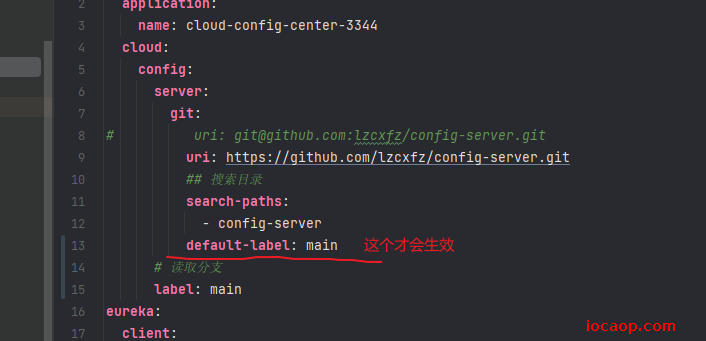 2 application:
3 name: cloud-config-center-3344
4 cloud:
5 config:
6 server:
7 git:
8 # uri: git@github.com:lzcxfz/config-server.git
9 uri: https://github.com/lzcxfz/config-server.git
10 ## 搜索目录
11 search-paths:
12 - config-server
13 default-label: main 这个才会生效
14 # 读取分支
15 label: main
16 eureka:
17 client:
iocaop.com